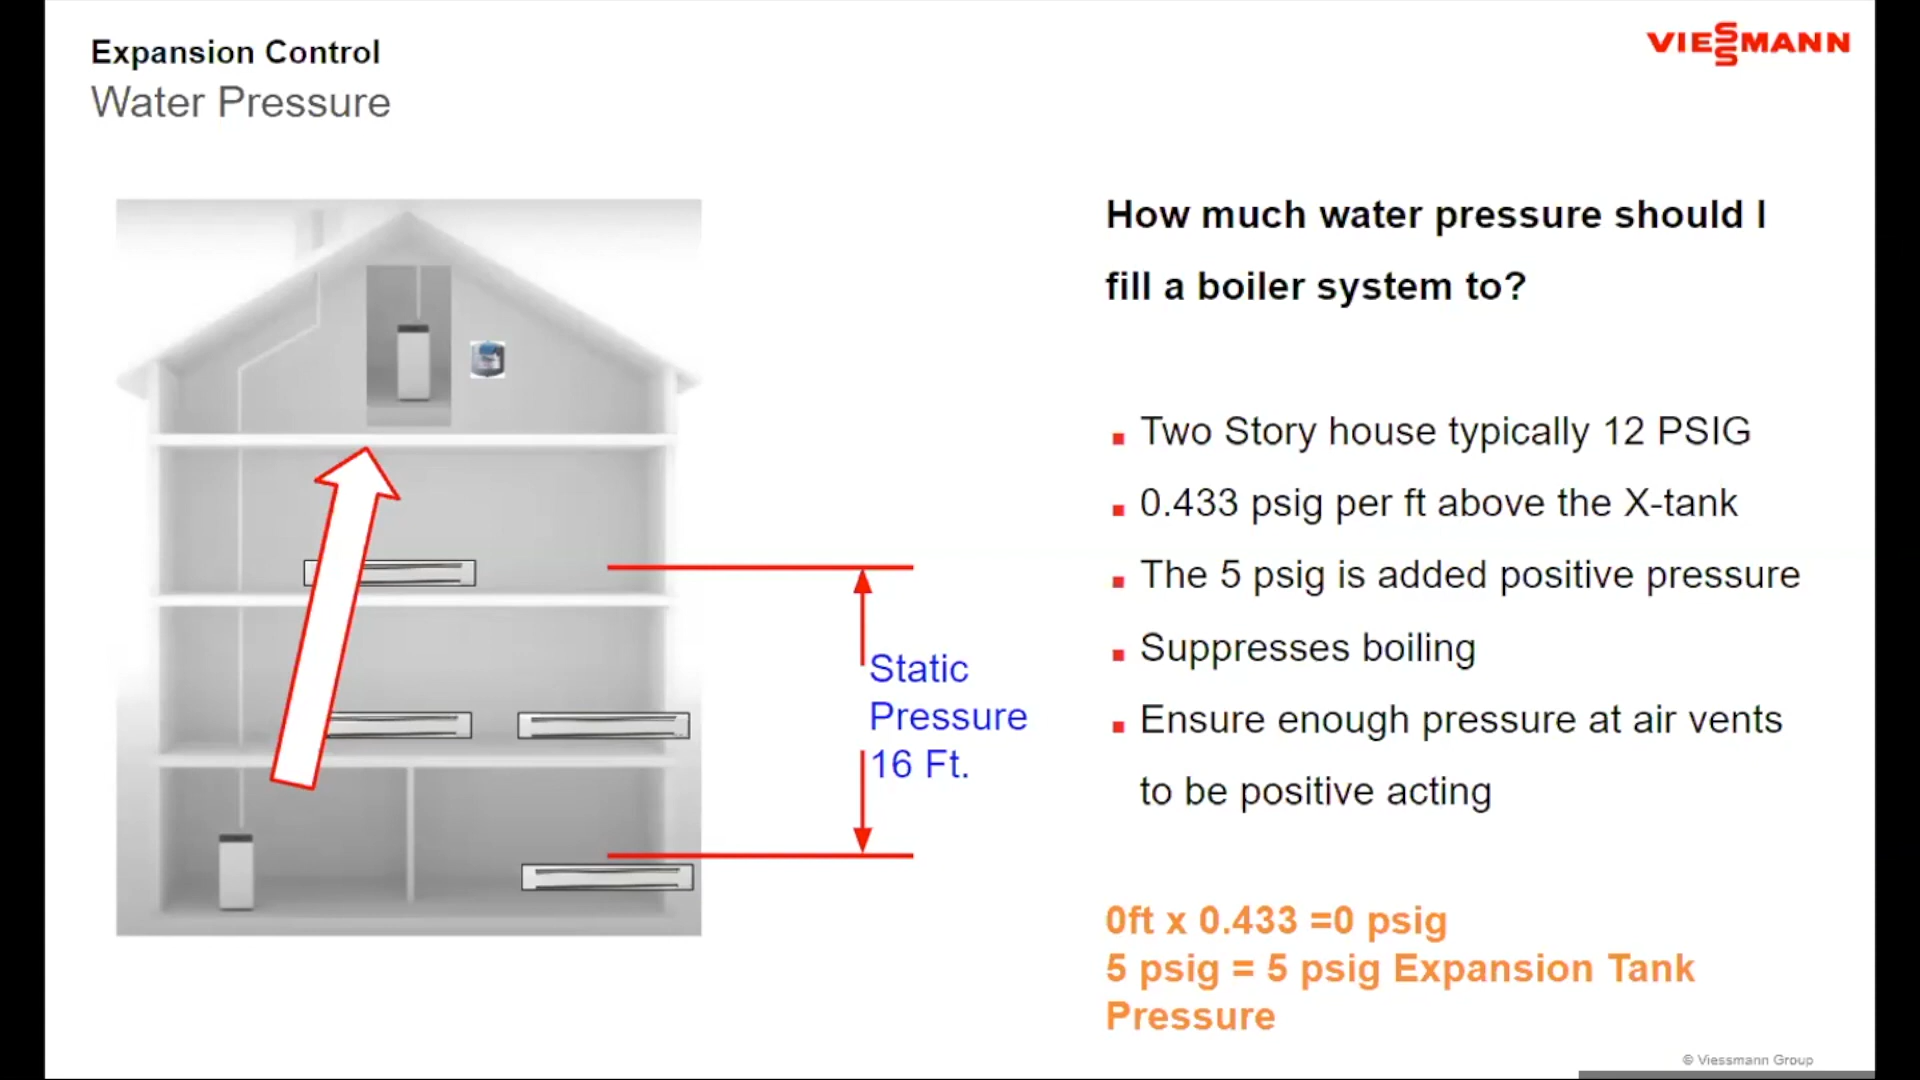 Expansion Control
Water Pressure
VIESSMANN
How much water pressure should I
fill a boiler system to?
Two Story house typically 12 PSIG
0.433 psig per ft above the X-tank
The 5 psig is added positive pressure
Suppresses boiling
Ensure enough pressure at air vents
to be positive acting
Static
Pressure
16 Ft.
0ft x 0.433 =0 psig
5 psig = 5 psig Expansion Tank
Pressure
© Viessmann Group